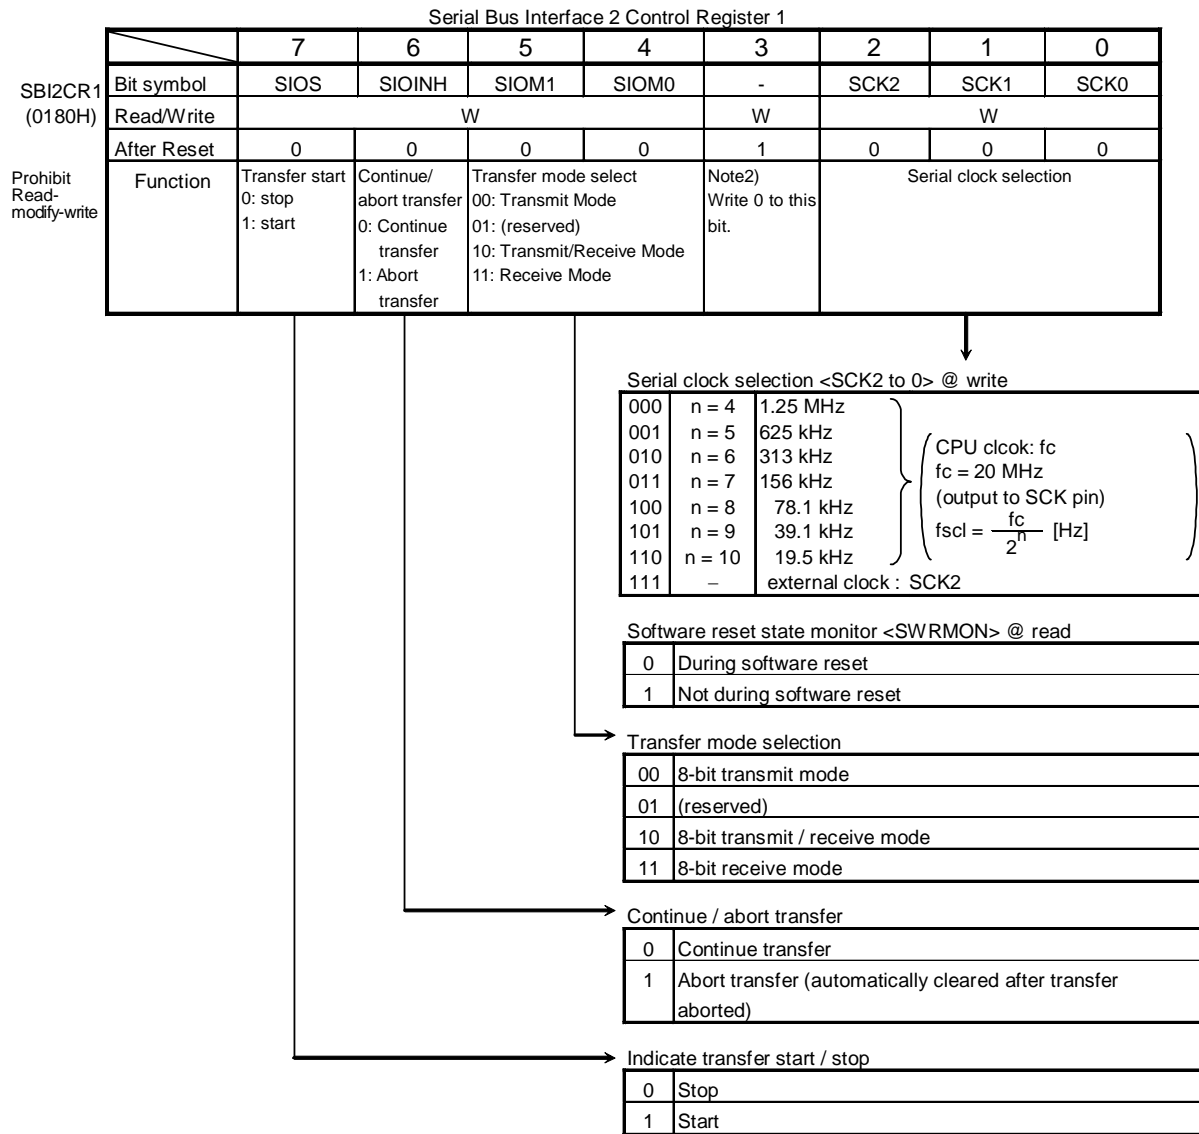 Serial Bus Interface 2 Control Register 1
7 6 5 4 3 2 1 0
SBI2CR1
(0180H)
Bit symbol SIOS SIOINH SIOM1 SIOM0 - SCK2 SCK1 SCK0
Read/Write W W W
After Reset 0 0 0 0 1 0 0 0
Prohibit
Read-
modify-write
Function
Transfer start
0: stop
1: start
Continue/
abort transfer
0: Continue
transfer
1: Abort
transfer
Transfer mode select
00: Transmit Mode
01: (reserved)
10: Transmit/Receive Mode
11: Receive Mode
Note2)
Write 0 to this
bit.
Serial clock selection
Serial clock selection <SCK2 to 0> @ write
000 n = 4 1.25 MHz
001 n = 5 625 kHz
010 n = 6 313 kHz
011 n = 7 156 kHz
100 n = 8 78.1 kHz
101 n = 9 39.1 kHz
110 n = 10 19.5 kHz
111 – external clock : SCK2
CPU clcok: fc
fc = 20 MHz
(output to SCK pin)
fscl = fc / 2^n [Hz]
Software reset state monitor <SWRMON> @ read
0 During software reset
1 Not during software reset
Transfer mode selection
00 8-bit transmit mode
01 (reserved)
10 8-bit transmit / receive mode
11 8-bit receive mode
Continue / abort transfer
0 Continue transfer
1 Abort transfer (automatically cleared after transfer
aborted)
Indicate transfer start / stop
0 Stop
1 Start